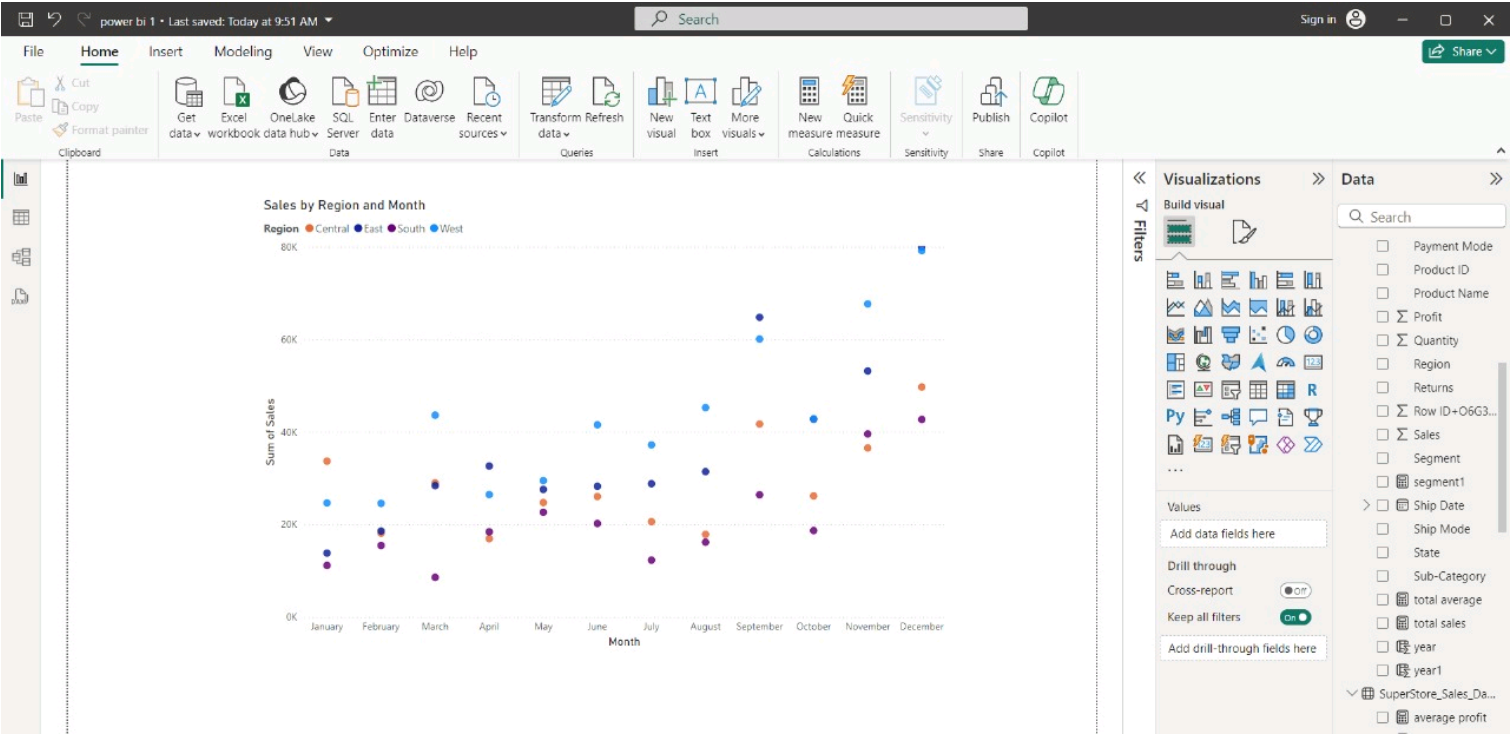 power bi 1 • Last saved: Today at 9:51 AM
Search
Sign in
File Home Insert Modeling View Optimize Help
Share
Paste
Cut
Copy
Format painter
Clipboard
Get data
Excel workbook
OneLake data hub
SQL Server
Enter data
Dataverse
Recent sources
Data
Transform data
Refresh
Queries
New visual
Text box
More visuals
Insert
New measure
Quick measure
Calculations
Sensitivity
Sensitivity
Publish
Share
Copilot
Copilot
Sales by Region and Month
Region Central East South West
80K
60K
40K
20K
0K
Sum of Sales
January February March April May June July August September October November December
Month
Filters
Visualizations
Build visual
123
R
Py
...
Values
Add data fields here
Drill through
Cross-report Off
Keep all filters On
Add drill-through fields here
Data
Search
Payment Mode
Product ID
Product Name
Σ Profit
Σ Quantity
Region
Returns
Σ Row ID+O6G3...
Σ Sales
Segment
segment1
Ship Date
Ship Mode
State
Sub-Category
total average
total sales
year
year1
SuperStore_Sales_Da...
average profit